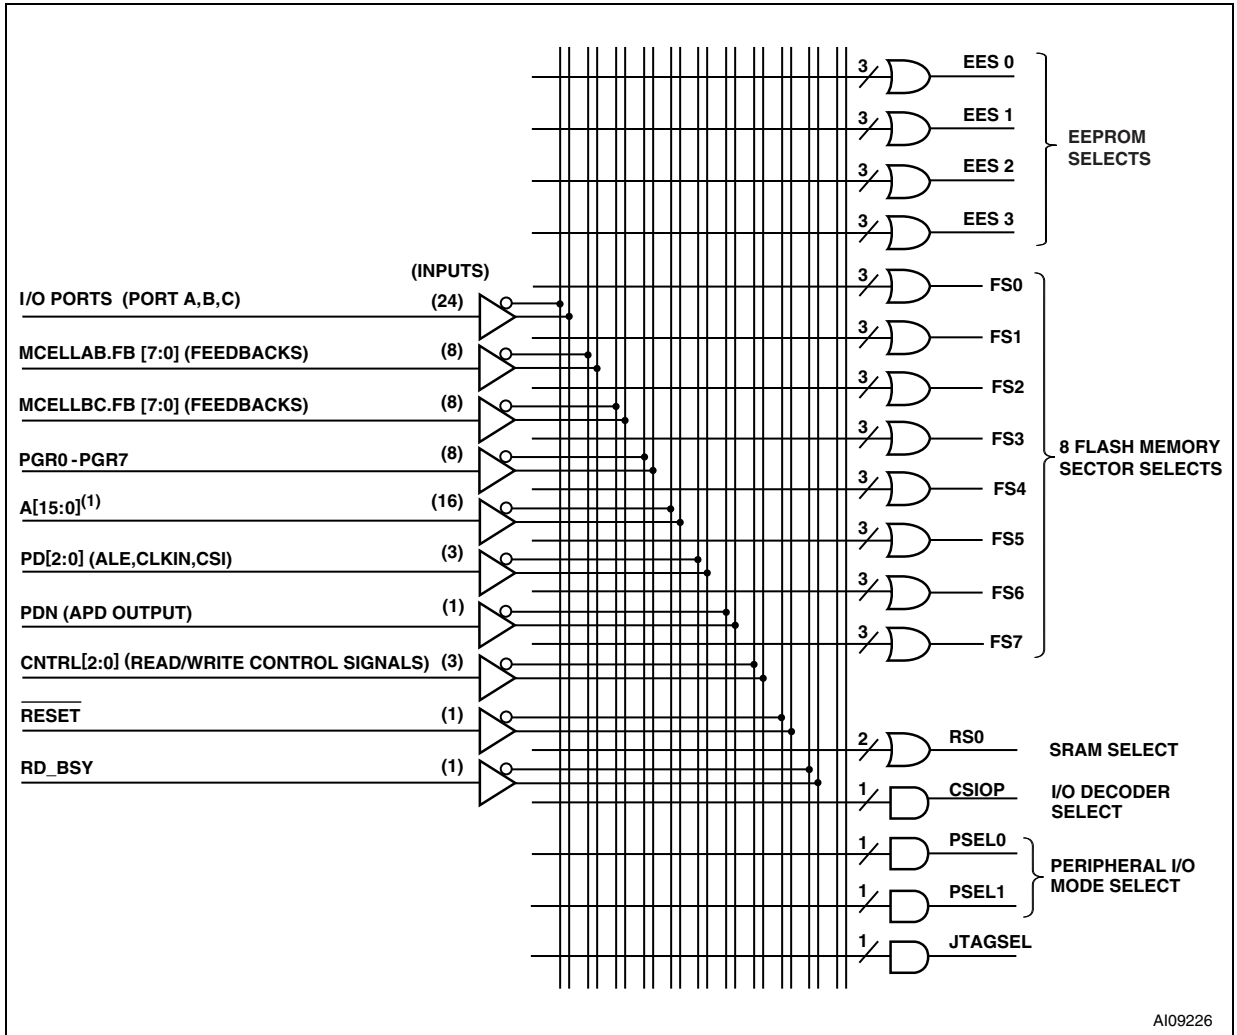 (INPUTS)
I/O PORTS (PORT A,B,C) (24)
MCELLAB.FB [7:0] (FEEDBACKS) (8)
MCELLBC.FB [7:0] (FEEDBACKS) (8)
PGR0 -PGR7 (8)
A[15:0](1) (16)
PD[2:0] (ALE,CLKIN,CSI) (3)
PDN (APD OUTPUT) (1)
CNTRL[2:0] (READ/WRITE CONTROL SIGNALS) (3)
RESET (1)
RD_BSY (1)
3 EES 0
3 EES 1
3 EES 2
3 EES 3
EEPROM
SELECTS
3 FS0
3 FS1
3 FS2
3 FS3
3 FS4
3 FS5
3 FS6
3 FS7
8 FLASH MEMORY
SECTOR SELECTS
2 RS0 SRAM SELECT
1 CSIOP I/O DECODER
SELECT
1 PSEL0
1 PSEL1
PERIPHERAL I/O
MODE SELECT
1 JTAGSEL
AI09226